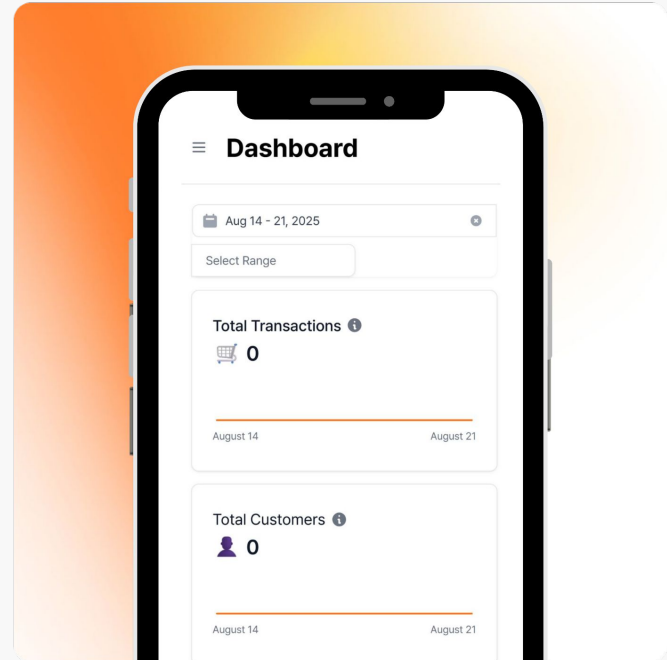 Dashboard
Aug 14 - 21, 2025
Select Range
Total Transactions
0
August 14 August 21
Total Customers
0
August 14 August 21